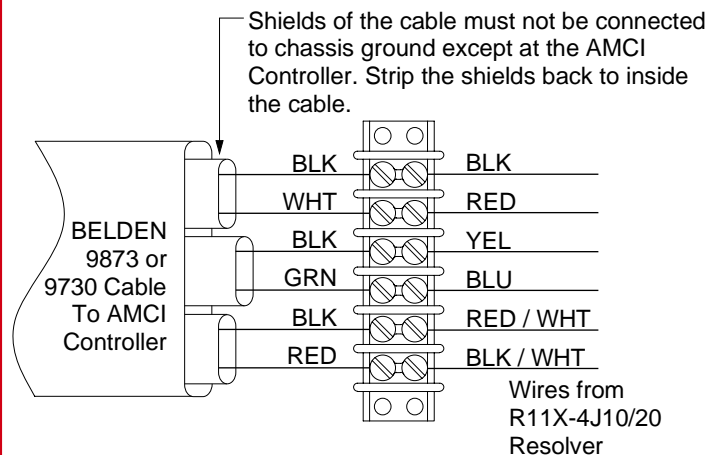 Shields of the cable must not be connected
to chassis ground except at the AMCI
Controller. Strip the shields back to inside
the cable.
BLK BLK
WHT RED
BELDEN
9873 or
9730 Cable
To AMCI
Controller
BLK YEL
GRN BLU
BLK RED / WHT
RED BLK / WHT
Wires from
R11X-4J10/20
Resolver